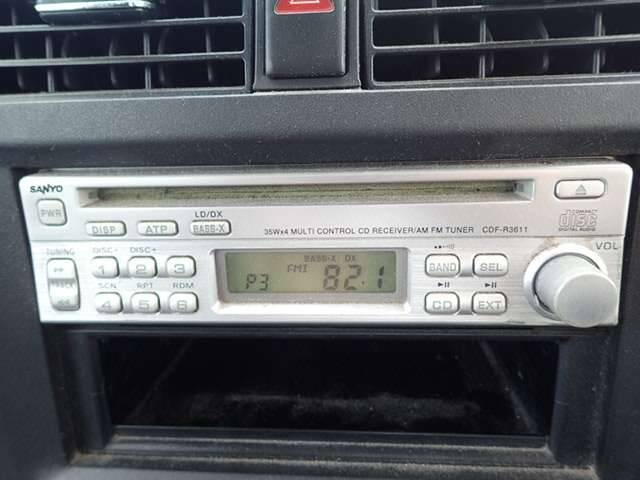 SANYO
PWR
DISP ATP LD/DX BASS-X
35Wx4 MULTI CONTROL CD RECEIVER/AM FM TUNER CDF-R3611
COMPACT
DISC
DIGITAL AUDIO
TUNING
TRACK
DISC- DISC+
1 2 3
SCN RPT RDM
4 5 6
BASS-X DX
FM1
P3 82.1
BAND SEL
CD EXT
VOL